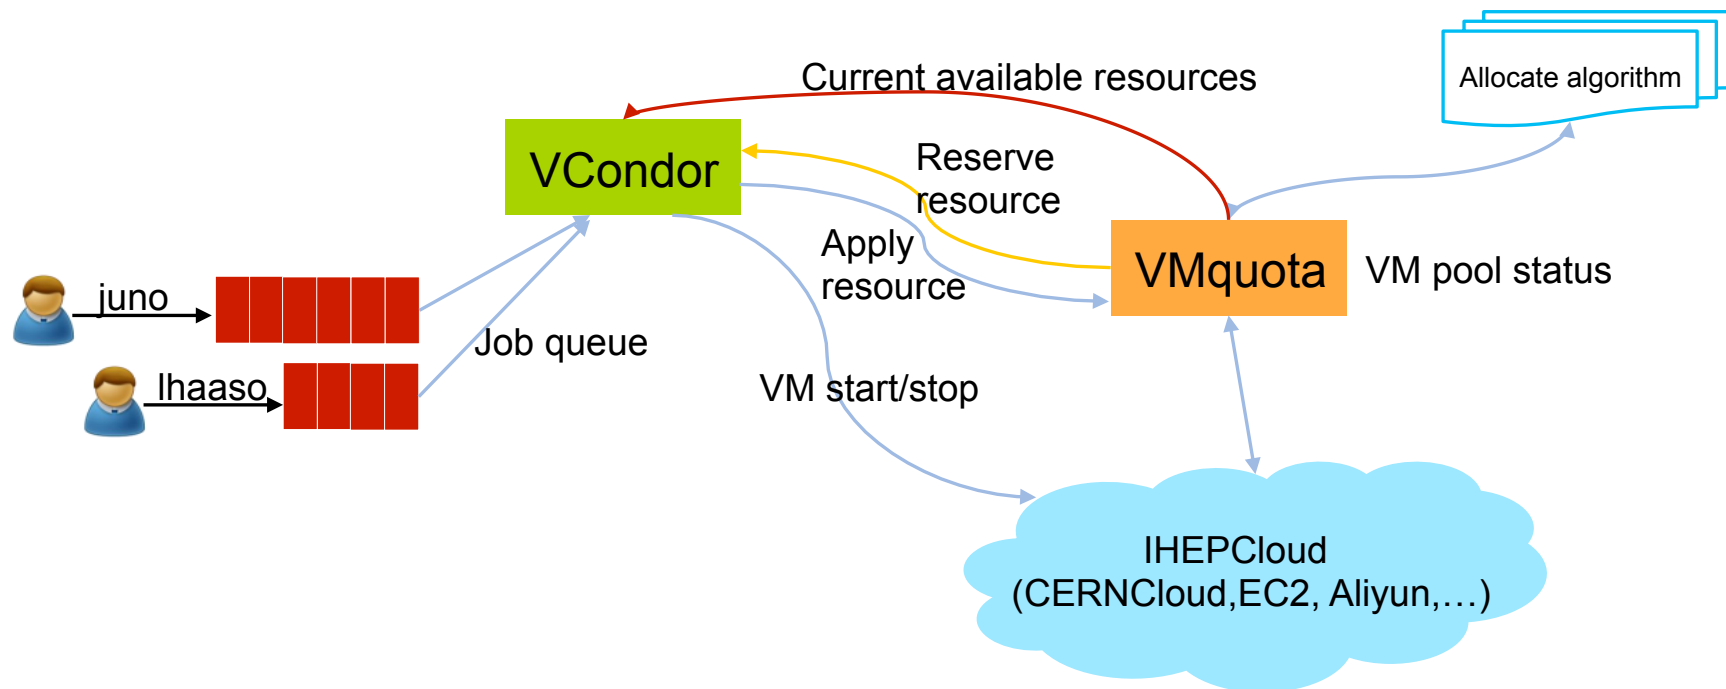 Allocate algorithm
Current available resources
VCondor
Reserve
resource
Apply
resource
VMquota
VM pool status
juno
lhaaso
Job queue
VM start/stop
IHEPCloud
(CERNCloud,EC2, Aliyun,…)